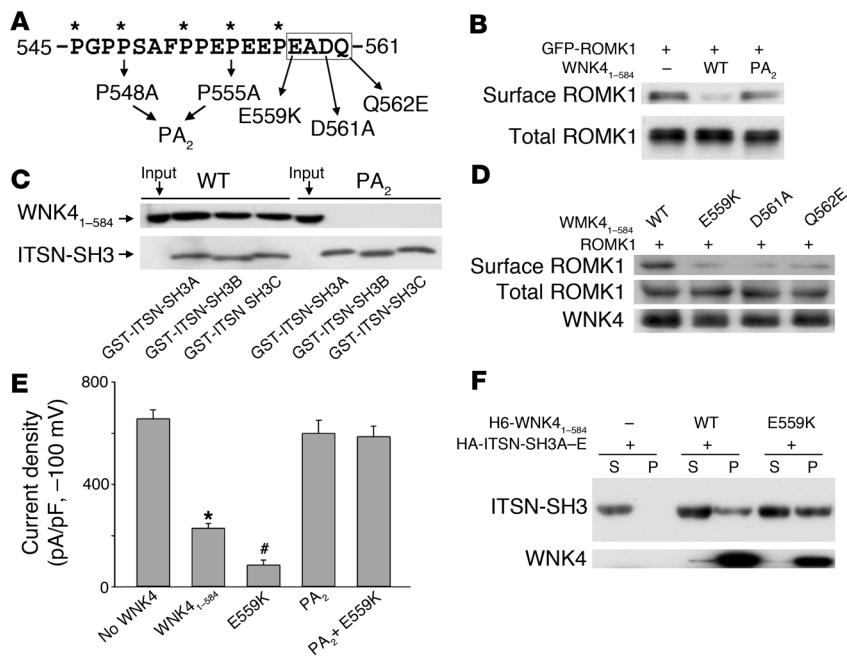 A
* * * *
545 –PGPPSAFPPEPEEPEADQ–561
P548A P555A
E559K
Q562E
D561A
PA2
B
GFP-ROMK1 + + +
WNK41–584 – WT PA2
Surface ROMK1
Total ROMK1
C
Input WT Input PA2
WNK41–584
ITSN-SH3
GST-ITSN-SH3A
GST-ITSN-SH3B
GST-ITSN SH3C
GST-ITSN-SH3A
GST-ITSN-SH3B
GST-ITSN-SH3C
D
WMK41–584 WT E559K D561A Q562E
ROMK1 + + + +
Surface ROMK1
Total ROMK1
WNK4
E
Current density
(pA/pF, –100 mV)
800
400
0
*
#
No WNK4
WNK41–584
E559K
PA2
PA2+ E559K
F
H6-WNK41–584 – WT E559K
HA-ITSN-SH3A–E + + +
S P S P S P
ITSN-SH3
WNK4